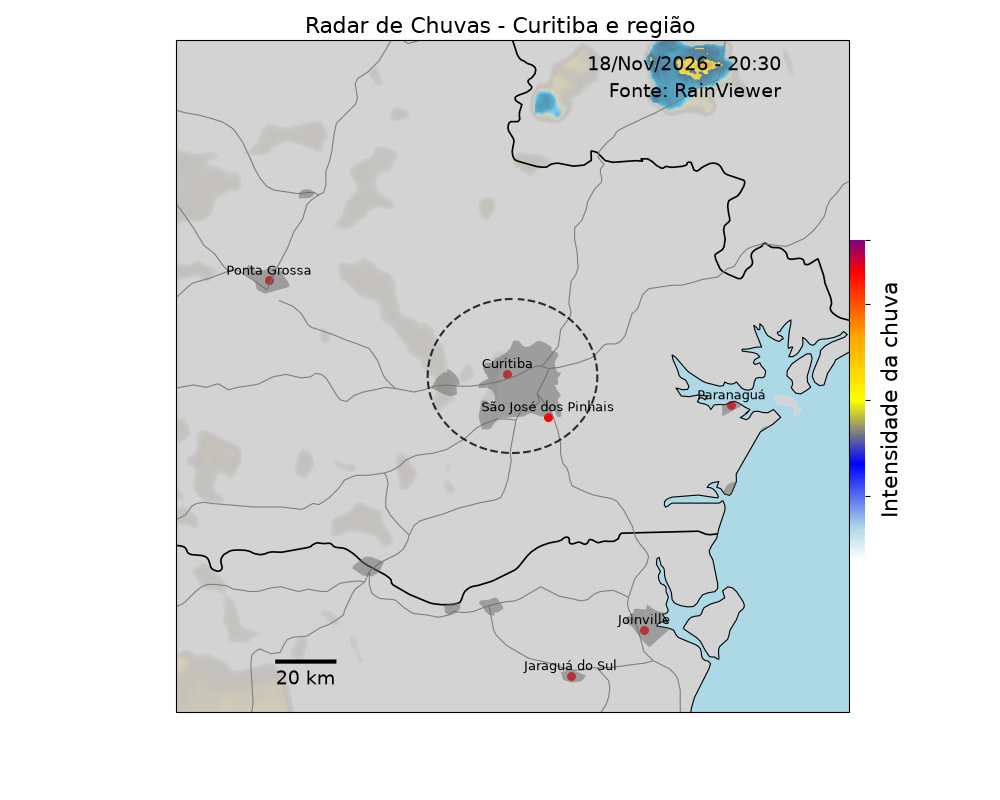 Radar de Chuvas - Curitiba e região
18/Nov/2026 - 20:30
Fonte: RainViewer
Ponta Grossa
Curitiba
São José dos Pinhais
Paranaguá
Intensidade da chuva
Joinville
Jaraguá do Sul
20 km